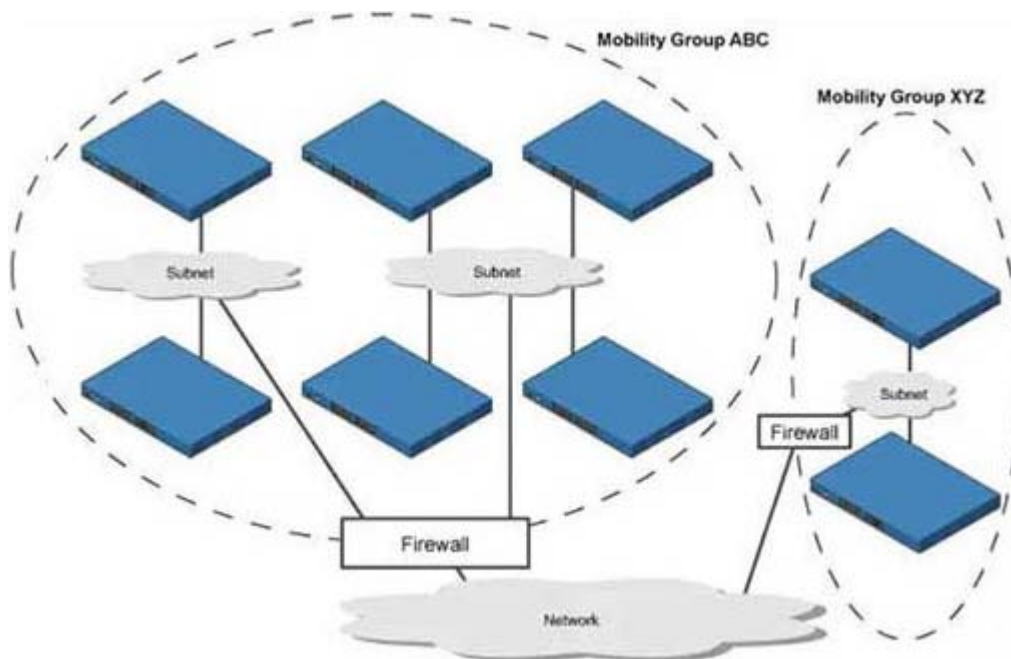 Mobility Group ABC
Mobility Group XYZ
Subnet
Subnet
Subnet
Firewall
Firewall
Network